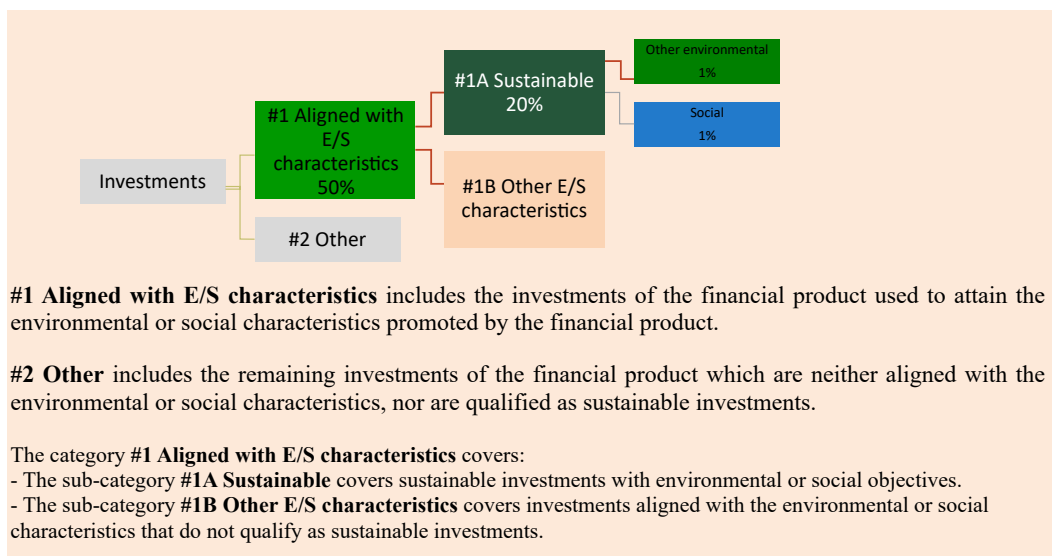 Other environmental
1%
#1A Sustainable
20%
Social
1%
#1 Aligned with
E/S
characteristics
50%
Investments
#1B Other E/S
characteristics
#2 Other
#1 Aligned with E/S characteristics includes the investments of the financial product used to attain the
environmental or social characteristics promoted by the financial product.
#2 Other includes the remaining investments of the financial product which are neither aligned with the
environmental or social characteristics, nor are qualified as sustainable investments.
The category #1 Aligned with E/S characteristics covers:
- The sub-category #1A Sustainable covers sustainable investments with environmental or social objectives.
- The sub-category #1B Other E/S characteristics covers investments aligned with the environmental or social
characteristics that do not qualify as sustainable investments.